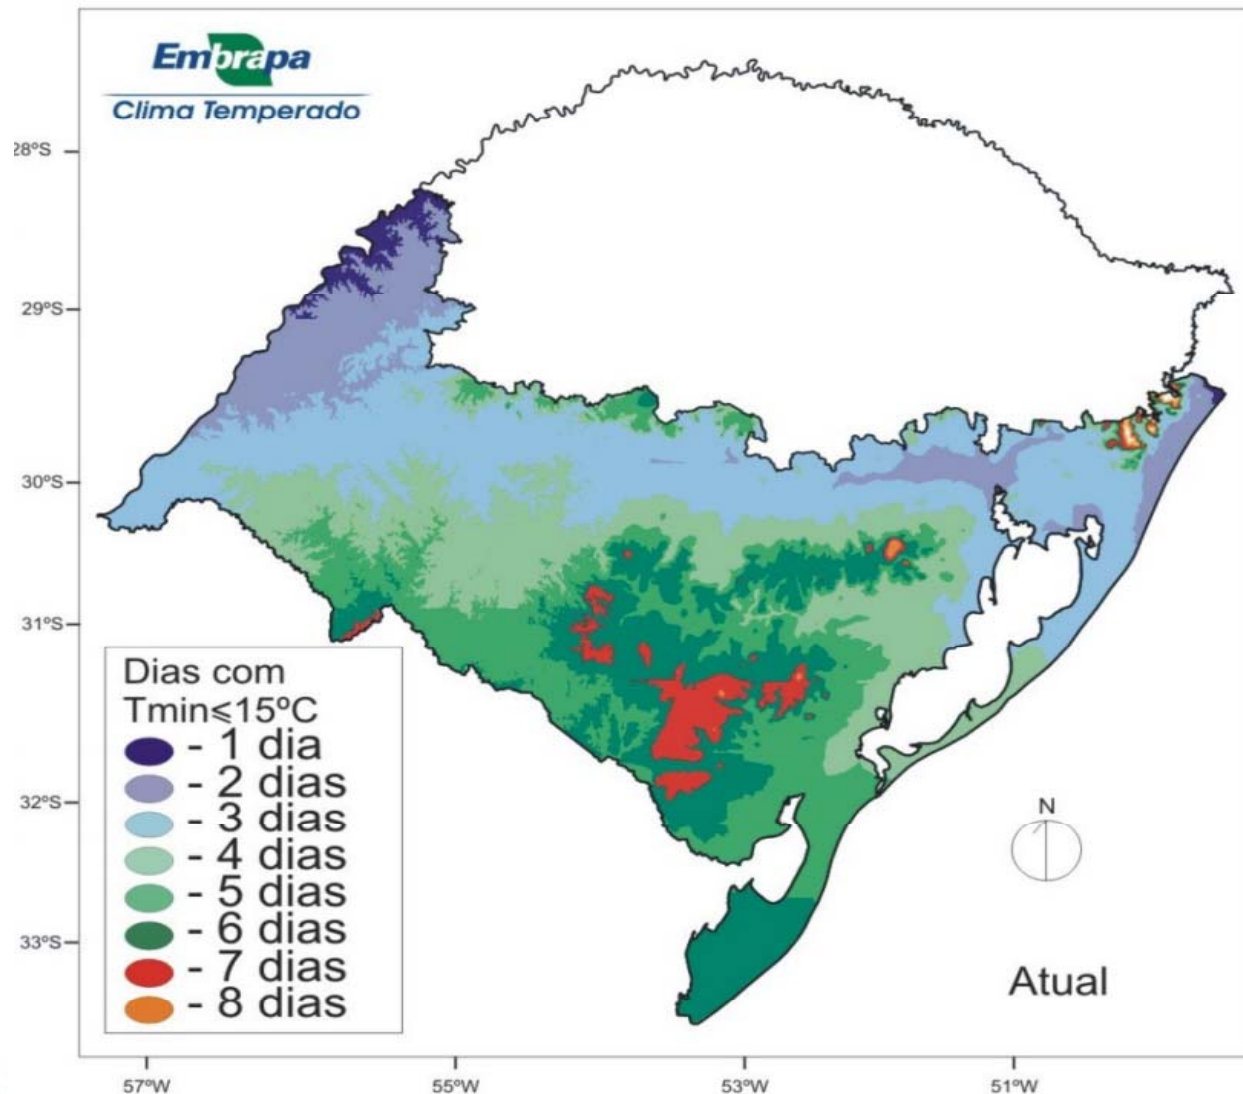 Embrapa
Clima Temperado
28ºS
29ºS
30ºS
31ºS
32ºS
33ºS
Dias com
Tmin⩽15ºC
- 1 dia
- 2 dias
- 3 dias
- 4 dias
- 5 dias
- 6 dias
- 7 dias
- 8 dias
N
Atual
57ºW
55ºW
53ºW
51ºW